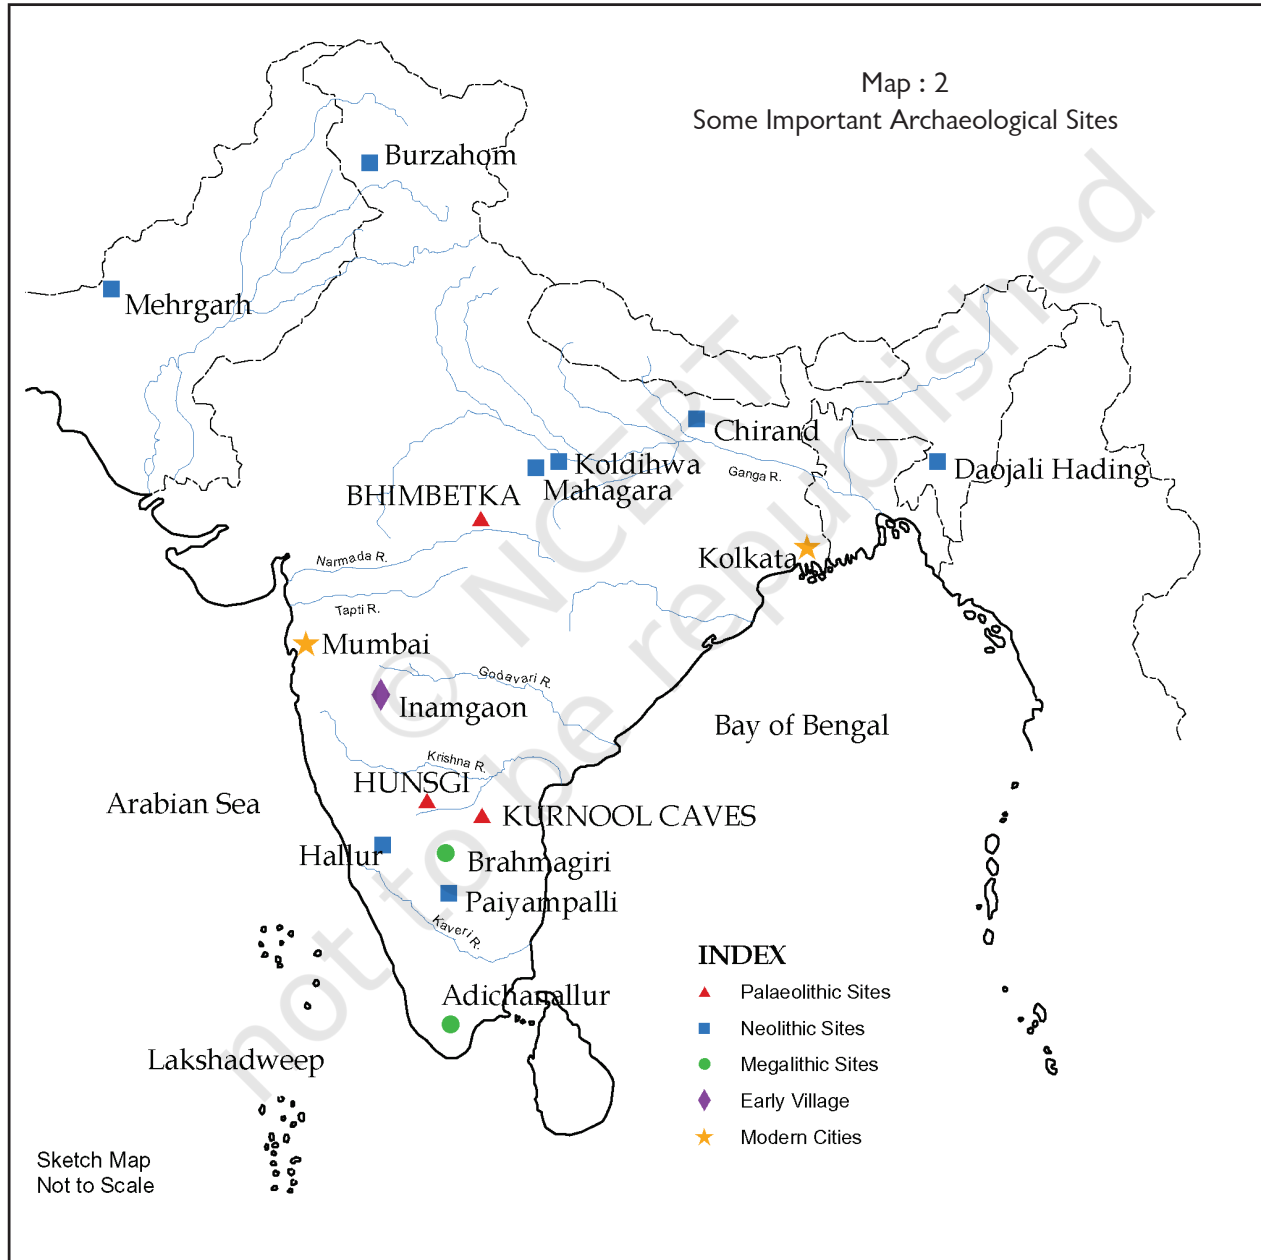 Map : 2
Some Important Archaeological Sites
Burzahom
Mehrgarh
Chirand
Koldihwa
Mahagara
Ganga R.
Daojali Hading
BHIMBETKA
Kolkata
Narmada R.
Tapti R.
Mumbai
Godavari R.
Inamgaon
Bay of Bengal
Krishna R.
HUNSGI
Arabian Sea
KURNOOL CAVES
Hallur
Brahmagiri
Paiyampalli
Kaveri R.
Adichanallur
Lakshadweep
INDEX
Palaeolithic Sites
Neolithic Sites
Megalithic Sites
Early Village
Modern Cities
Sketch Map
Not to Scale
© NCERT
not to be republished